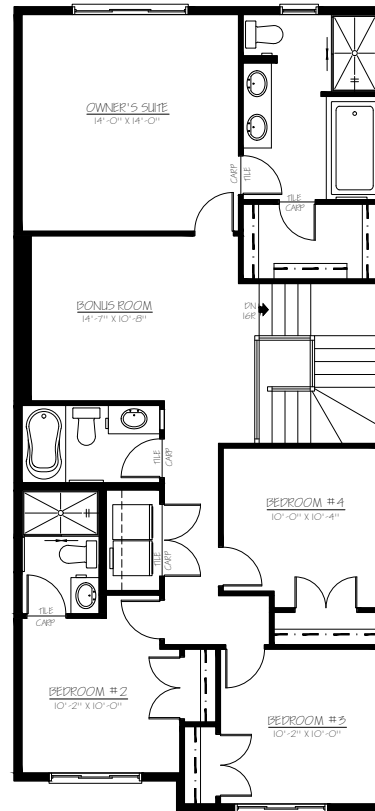 OWNER'S SUITE
14'-0" X 14'-0"
CARP
TILE
TILE
CARP
BONUS ROOM
14'-7" X 10'-8"
DN
16R
TILE
CARP
BEDROOM #4
10'-0" X 10'-4"
TILE
CARP
TILE
CARP
BEDROOM #2
10'-2" X 10'-0"
BEDROOM #3
10'-2" X 10'-0"